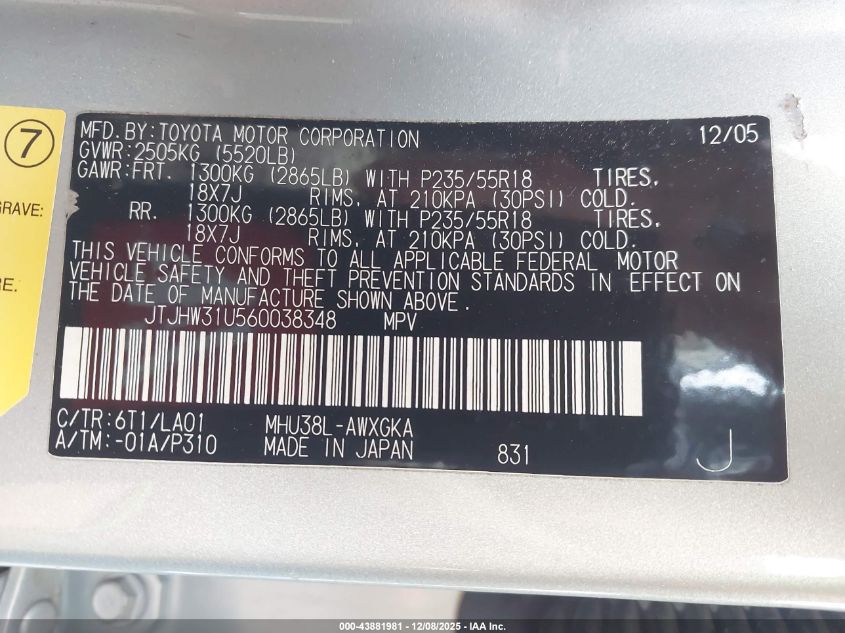 7
GRAVE:
RE.
MFD.BY:TOYOTA MOTOR CORPORATION 12/05
GVWR:2505KG (5520LB)
GAWR:FRT. 1300KG (2865LB) WITH P235/55R18 TIRES,
18X7J RIMS, AT 210KPA (30PSI) COLD.
RR. 1300KG (2865LB) WITH P235/55R18 TIRES,
18X7J RIMS, AT 210KPA (30PSI) COLD.
THIS VEHICLE CONFORMS TO ALL APPLICABLE FEDERAL MOTOR
VEHICLE SAFETY AND THEFT PREVENTION STANDARDS IN EFFECT ON
THE DATE OF MANUFACTURE SHOWN ABOVE.
JTJHW31U560038348 MPV
C/TR:6T1/LA01 MHU38L-AWXGKA
A/TM:-01A/P310 MADE IN JAPAN 831 J
000-43881981 - 12/08/2025 - IAA Inc.